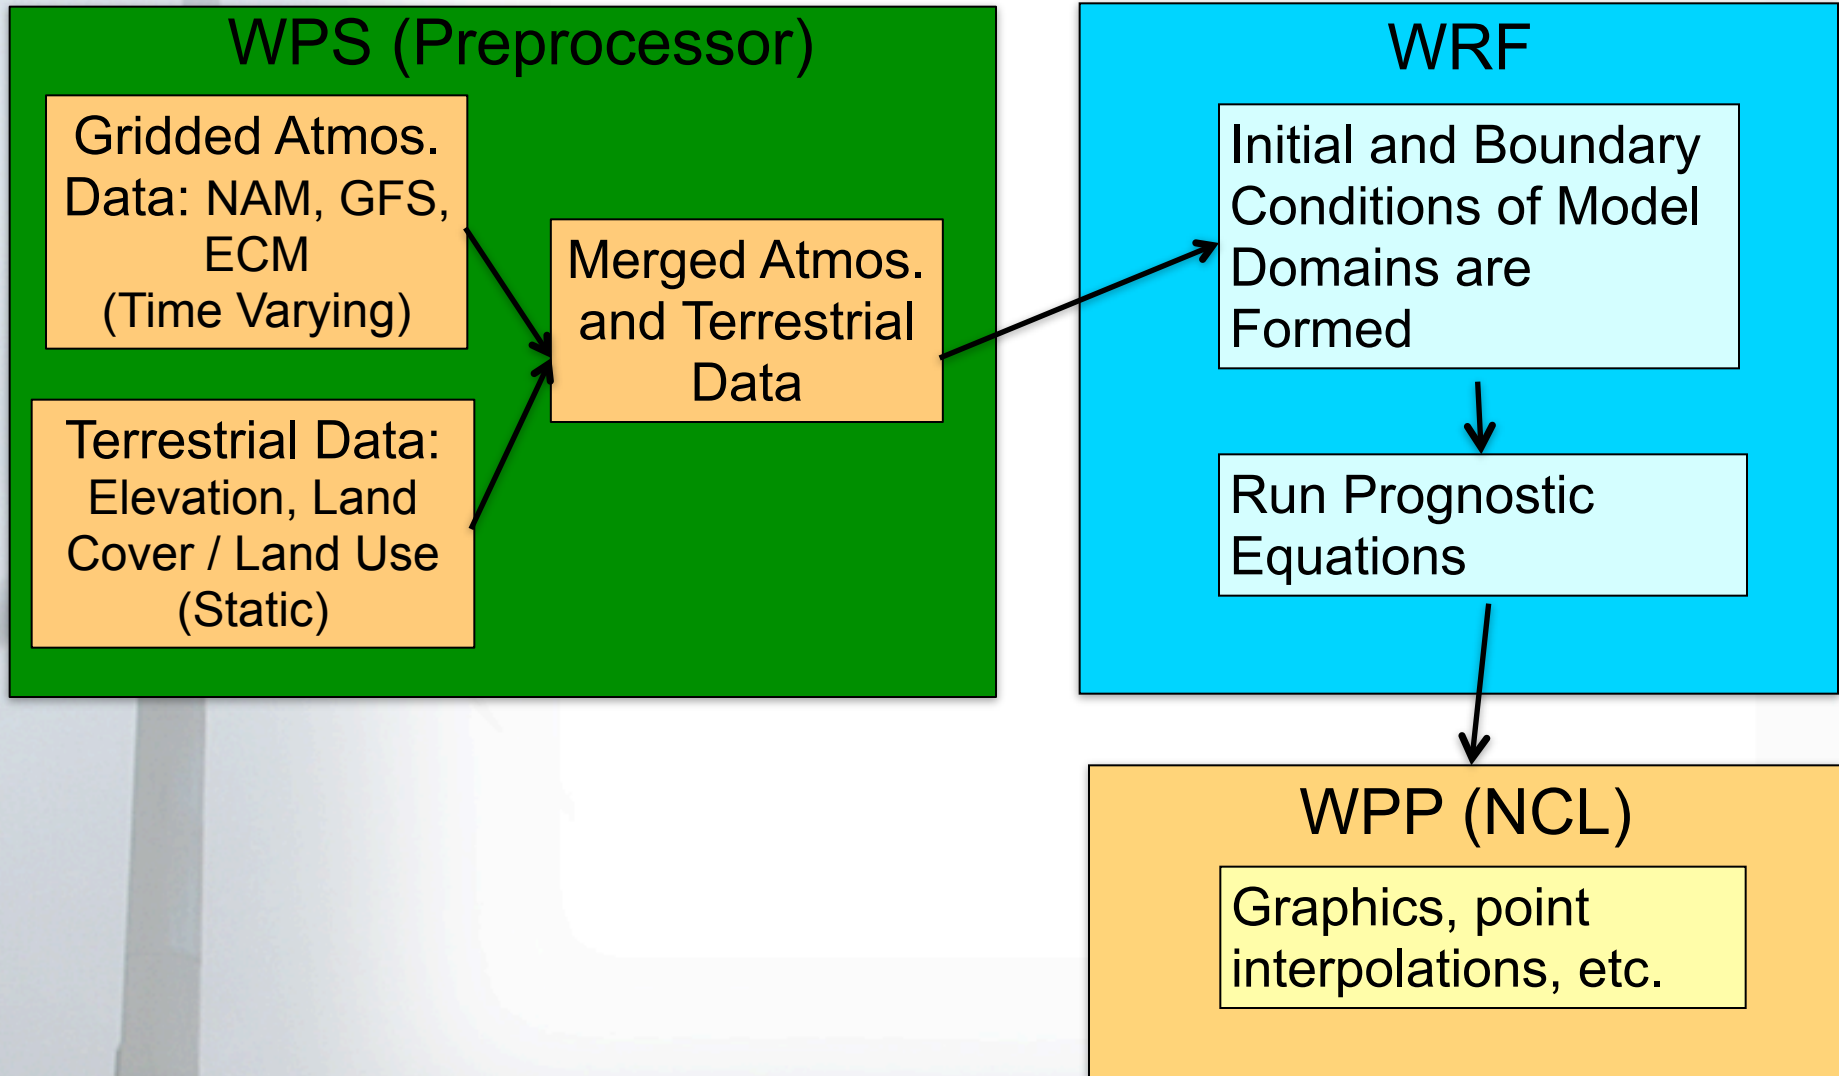 WPS (Preprocessor)
Gridded Atmos.
Data: NAM, GFS,
ECM
(Time Varying)
Terrestrial Data:
Elevation, Land
Cover / Land Use
(Static)
Merged Atmos.
and Terrestrial
Data
WRF
Initial and Boundary
Conditions of Model
Domains are
Formed
Run Prognostic
Equations
WPP (NCL)
Graphics, point
interpolations, etc.